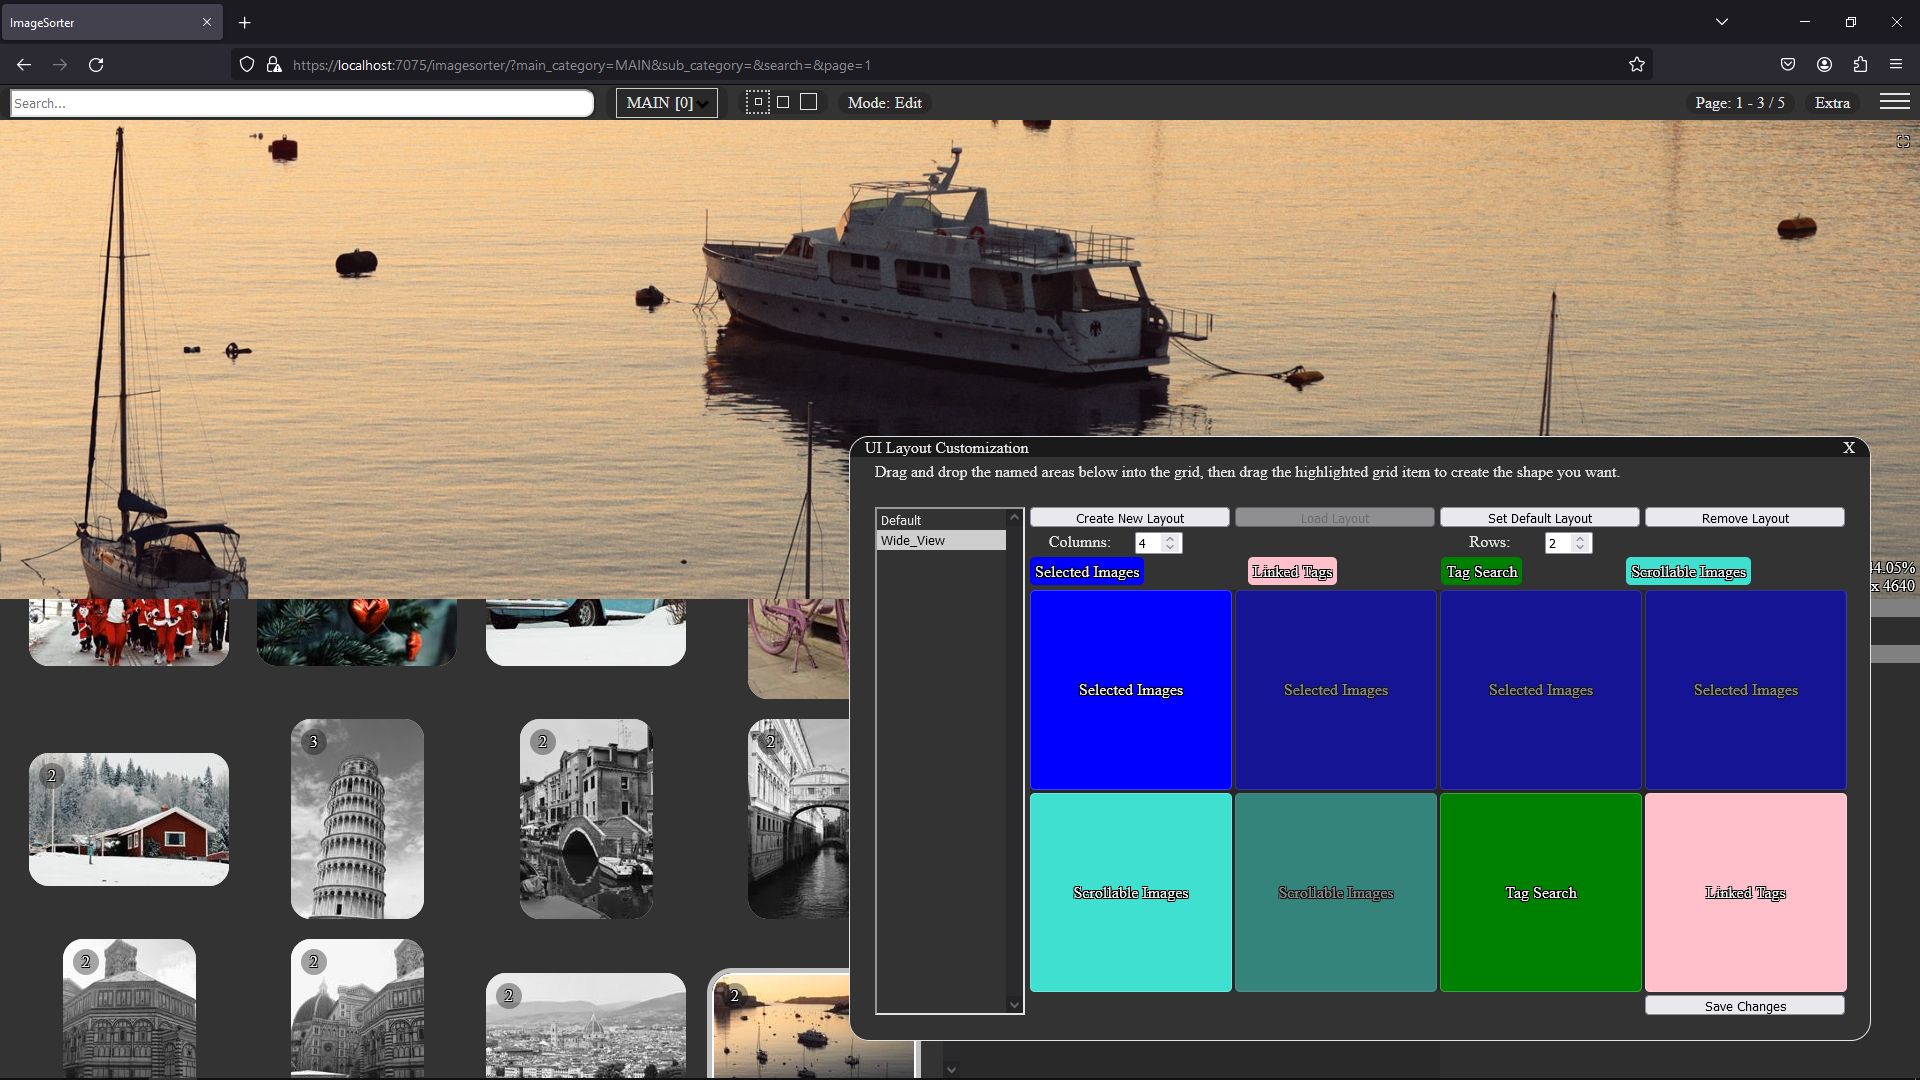 ImageSorter
https://localhost:7075/imagesorter/?main_category=MAIN&sub_category=&search=&page=1
Search...
MAIN [0]
Mode: Edit
Page: 1 - 3 / 5
Extra
UI Layout Customization
X
Drag and drop the named areas below into the grid, then drag the highlighted grid item to create the shape you want.
Default
Wide_View
Create New Layout
Load Layout
Set Default Layout
Remove Layout
Columns:
4
Rows:
2
Selected Images
Linked Tags
Tag Search
Scrollable Images
Selected Images
Selected Images
Selected Images
Selected Images
Scrollable Images
Scrollable Images
Tag Search
Linked Tags
Save Changes
4.05%
x 4640
2
3
2
2
2
2
2
2